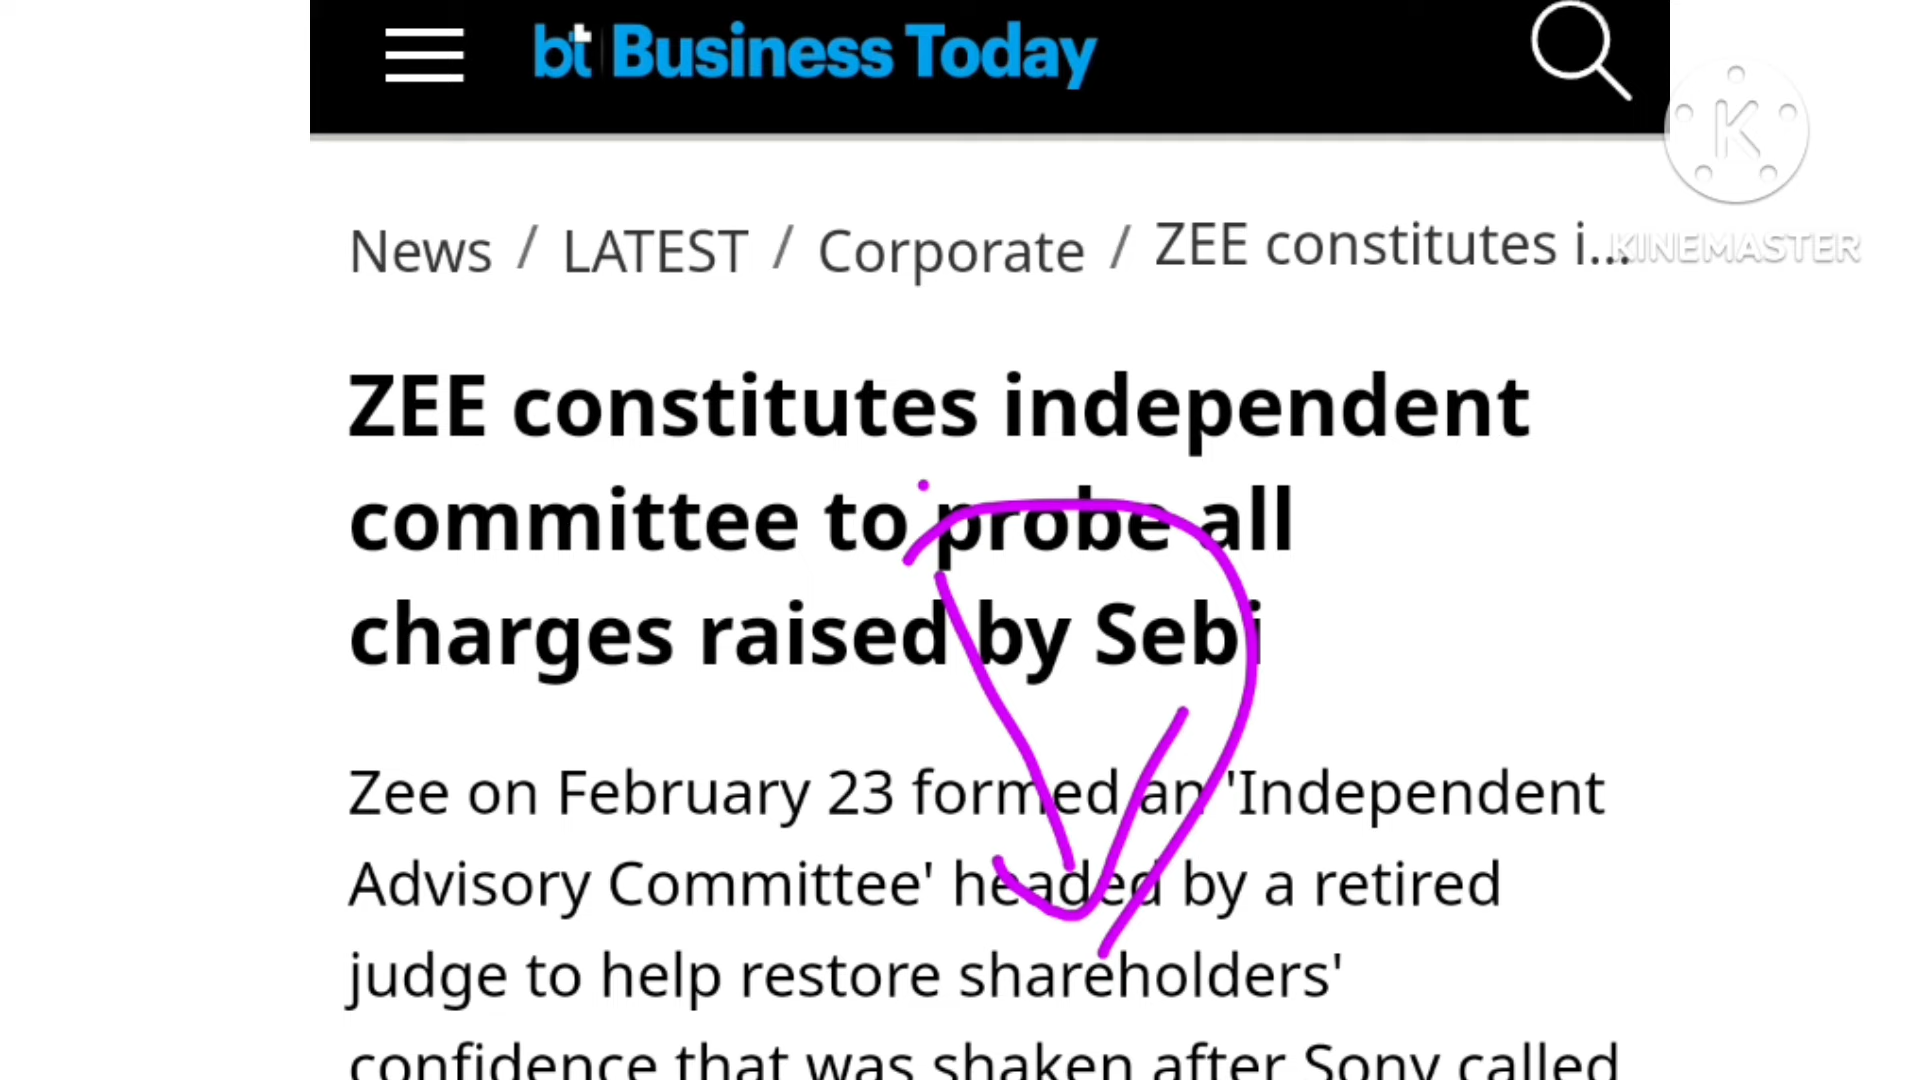 bt Business Today
K
KINEMASTER
News / LATEST / Corporate / ZEE constitutes i...
ZEE constitutes independent
committee to probe all
charges raised by Sebi
Zee on February 23 formed an 'Independent
Advisory Committee' headed by a retired
judge to help restore shareholders'
confidence that was shaken after Sony called